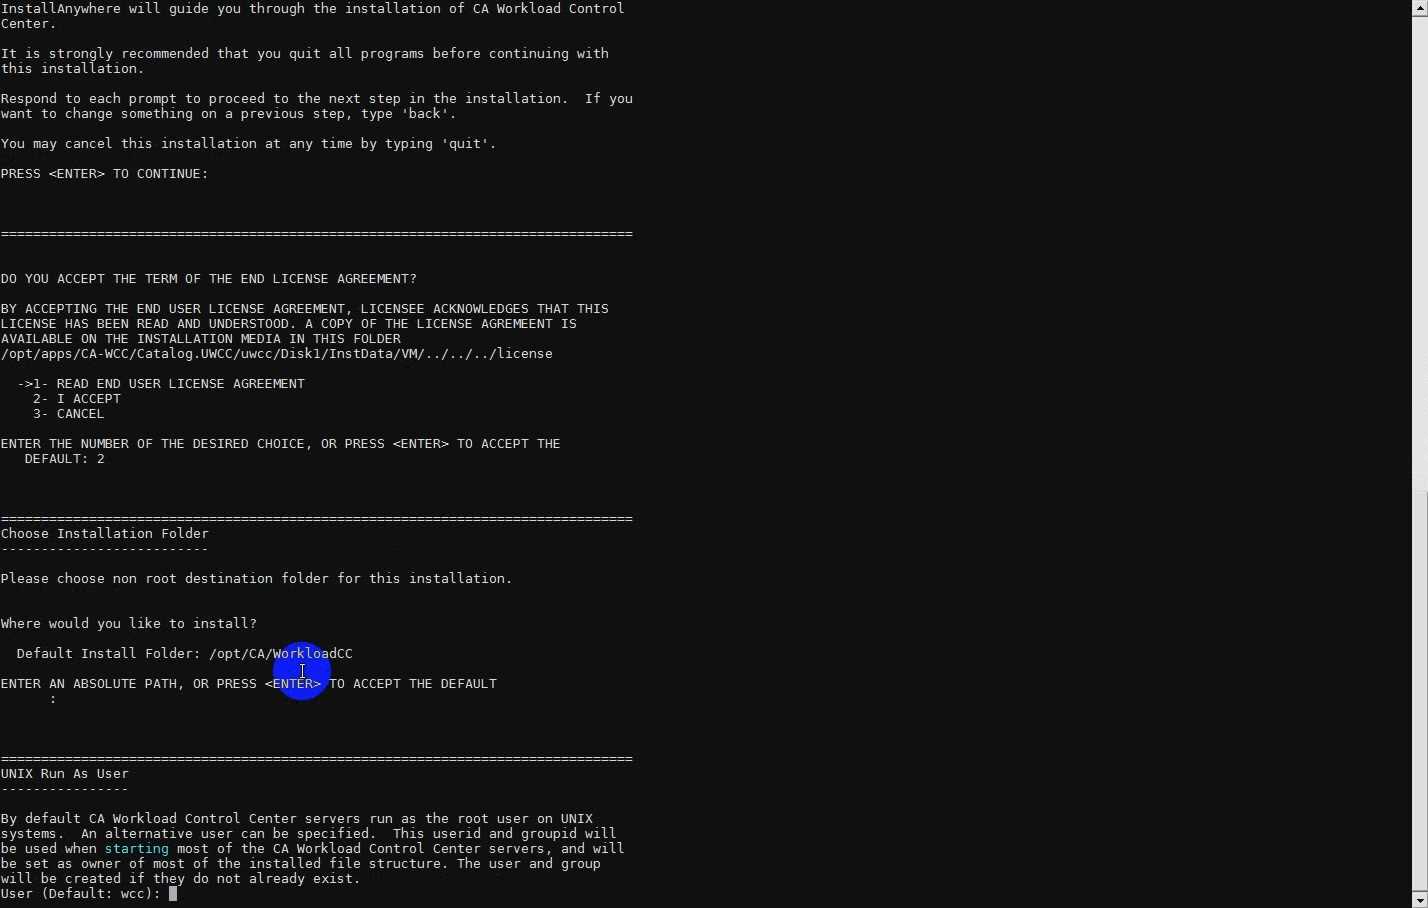 InstallAnywhere will guide you through the installation of CA Workload Control
Center.
It is strongly recommended that you quit all programs before continuing with
this installation.
Respond to each prompt to proceed to the next step in the installation.  If you
want to change something on a previous step, type 'back'.
You may cancel this installation at any time by typing 'quit'.
PRESS <ENTER> TO CONTINUE:
===============================================================================
DO YOU ACCEPT THE TERM OF THE END LICENSE AGREEMENT?
BY ACCEPTING THE END USER LICENSE AGREEMENT, LICENSEE ACKNOWLEDGES THAT THIS
LICENSE HAS BEEN READ AND UNDERSTOOD. A COPY OF THE LICENSE AGREMEENT IS
AVAILABLE ON THE INSTALLATION MEDIA IN THIS FOLDER
/opt/apps/CA-WCC/Catalog.UWCC/uwcc/Disk1/InstData/VM/../../../license
->1- READ END USER LICENSE AGREEMENT
2- I ACCEPT
3- CANCEL
ENTER THE NUMBER OF THE DESIRED CHOICE, OR PRESS <ENTER> TO ACCEPT THE
DEFAULT: 2
===============================================================================
Choose Installation Folder
--------------------------
Please choose non root destination folder for this installation.
Where would you like to install?
Default Install Folder: /opt/CA/WorkloadCC
ENTER AN ABSOLUTE PATH, OR PRESS <ENTER> TO ACCEPT THE DEFAULT
:
===============================================================================
UNIX Run As User
----------------
By default CA Workload Control Center servers run as the root user on UNIX
systems.  An alternative user can be specified.  This userid and groupid will
be used when starting most of the CA Workload Control Center servers, and will
be set as owner of most of the installed file structure. The user and group
will be created if they do not already exist.
User (Default: wcc):